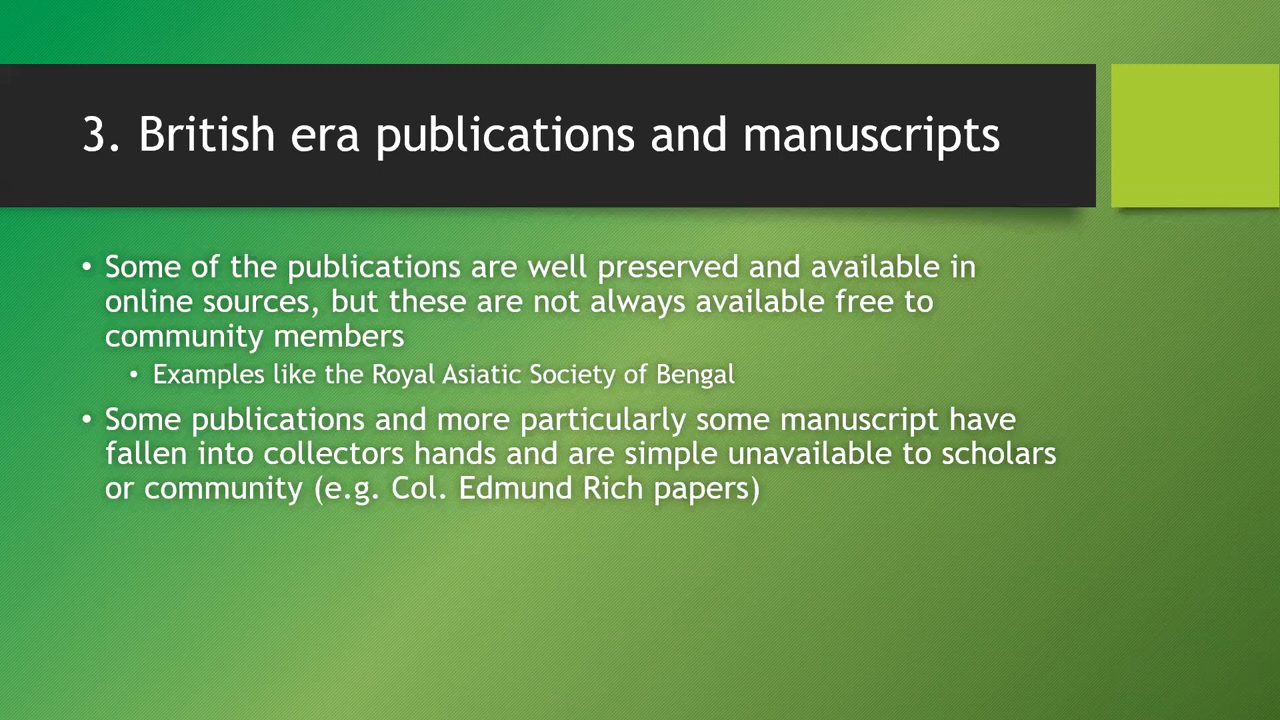 3. British era publications and manuscripts
• Some of the publications are well preserved and available in
online sources, but these are not always available free to
community members
• Examples like the Royal Asiatic Society of Bengal
• Some publications and more particularly some manuscript have
fallen into collectors hands and are simple unavailable to scholars
or community (e.g. Col. Edmund Rich papers)